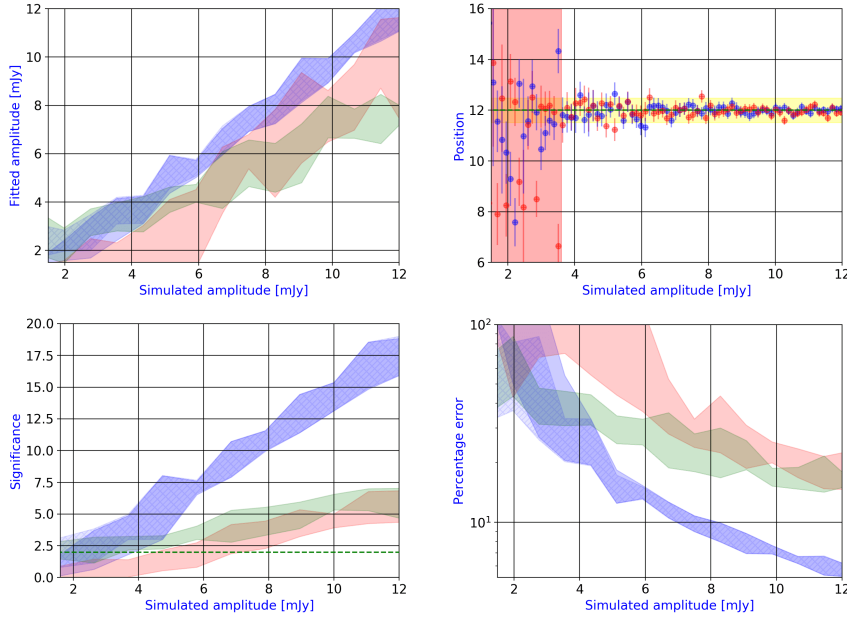 12
10
8
6
4
2
Fitted amplitude [mJy]
2 4 6 8 10 12
Simulated amplitude [mJy]
16
14
12
10
8
6
Position
2 4 6 8 10 12
Simulated amplitude [mJy]
20.0
17.5
15.0
12.5
10.0
7.5
5.0
2.5
0.0
Significance
2 4 6 8 10 12
Simulated amplitude [mJy]
10²
10¹
Percentage error
2 4 6 8 10 12
Simulated amplitude [mJy]